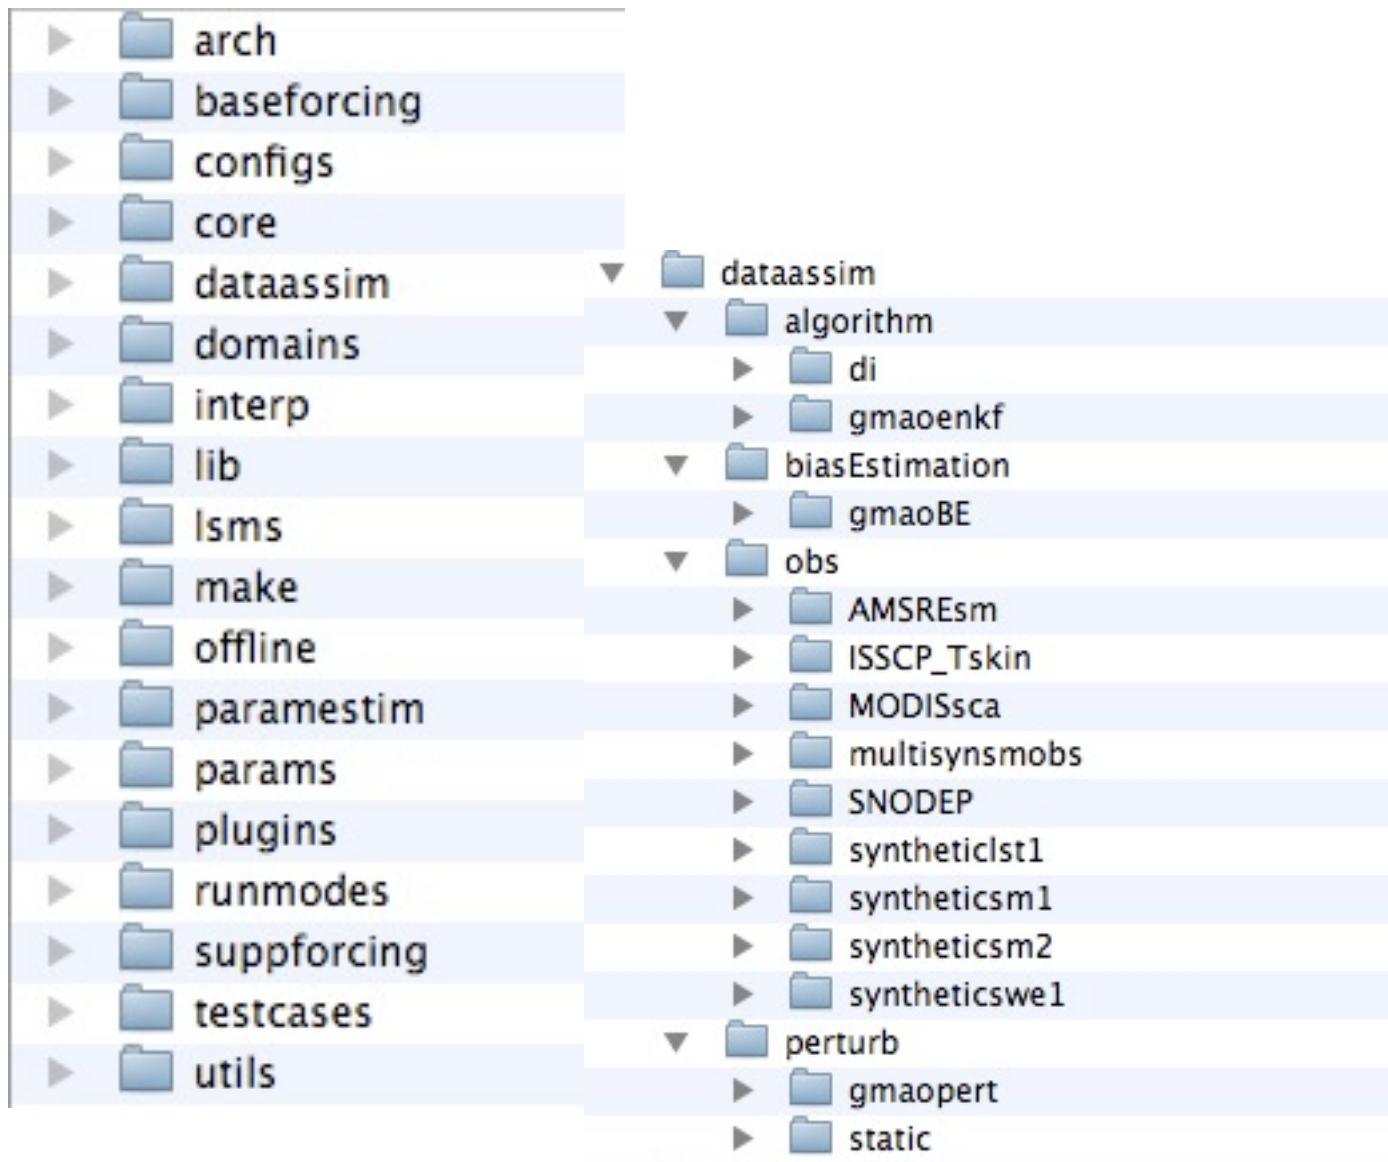 arch
baseforcing
configs
core
dataassim
domains
interp
lib
lsms
make
offline
paramestim
params
plugins
runmodes
suppforcing
testcases
utils
dataassim
algorithm
di
gmaoenkf
biasEstimation
gmaoBE
obs
AMSREsm
ISSCP_Tskin
MODISsca
multisynsmobs
SNODEP
syntheticlst1
syntheticsm1
syntheticsm2
syntheticswe1
perturb
gmaopert
static